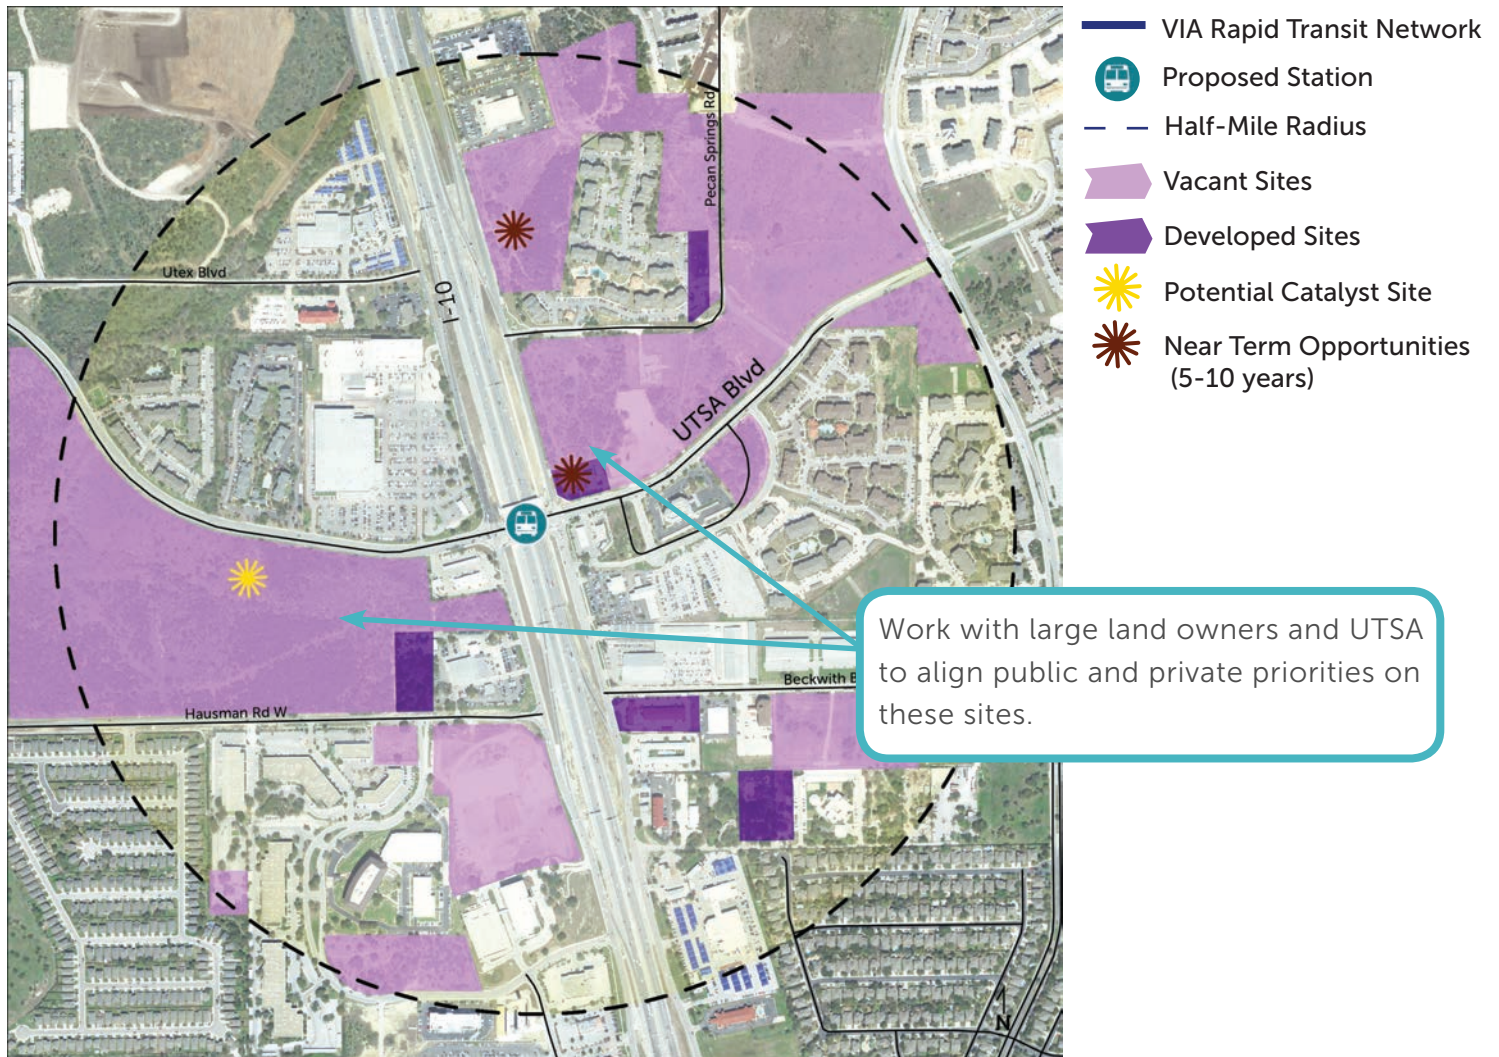 VIA Rapid Transit Network
Proposed Station
Half-Mile Radius
Vacant Sites
Developed Sites
Potential Catalyst Site
Near Term Opportunities
(5-10 years)
Pecan Springs Rd
Utex Blvd
I-10
UTSA Blvd
Work with large land owners and UTSA
to align public and private priorities on
these sites.
Beckwith B
Hausman Rd W
N